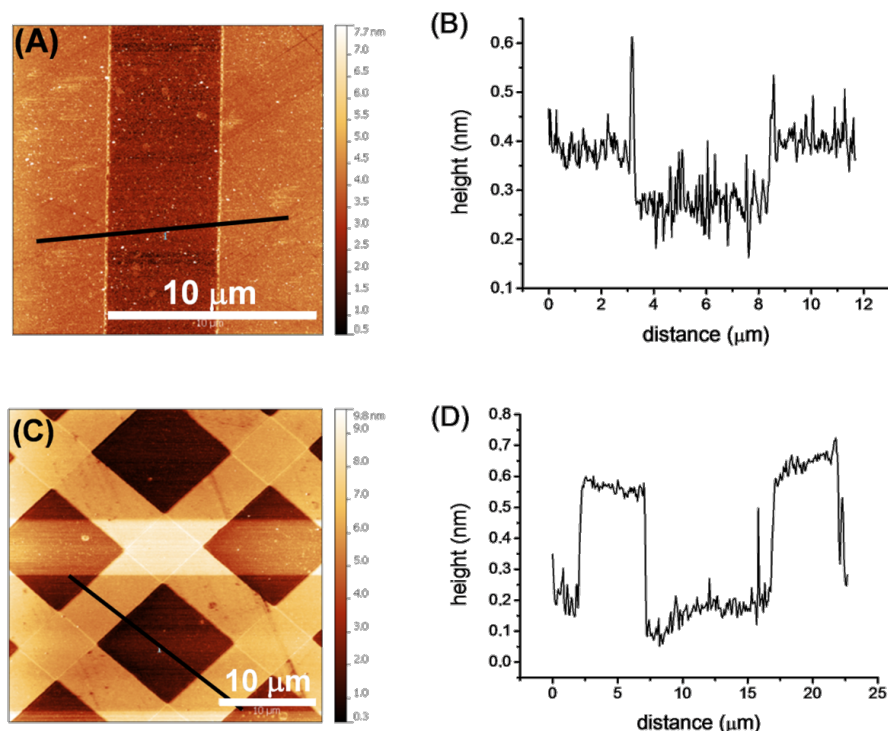 (A)
7.7 nm
7.0
6.5
6.0
5.5
5.0
4.5
4.0
3.5
3.0
2.5
2.0
1.5
1.0
0.5
1
10 μm
10 μm
(B)
height (nm)
0.6
0.5
0.4
0.3
0.2
0.1
0 2 4 6 8 10 12
distance (μm)
(C)
9.8 nm
9.0
8.0
7.0
6.0
5.0
4.0
3.0
2.0
1.0
0.3
1
10 μm
10 μm
(D)
height (nm)
0.8
0.7
0.6
0.5
0.4
0.3
0.2
0.1
0.0
0 5 10 15 20 25
distance (μm)